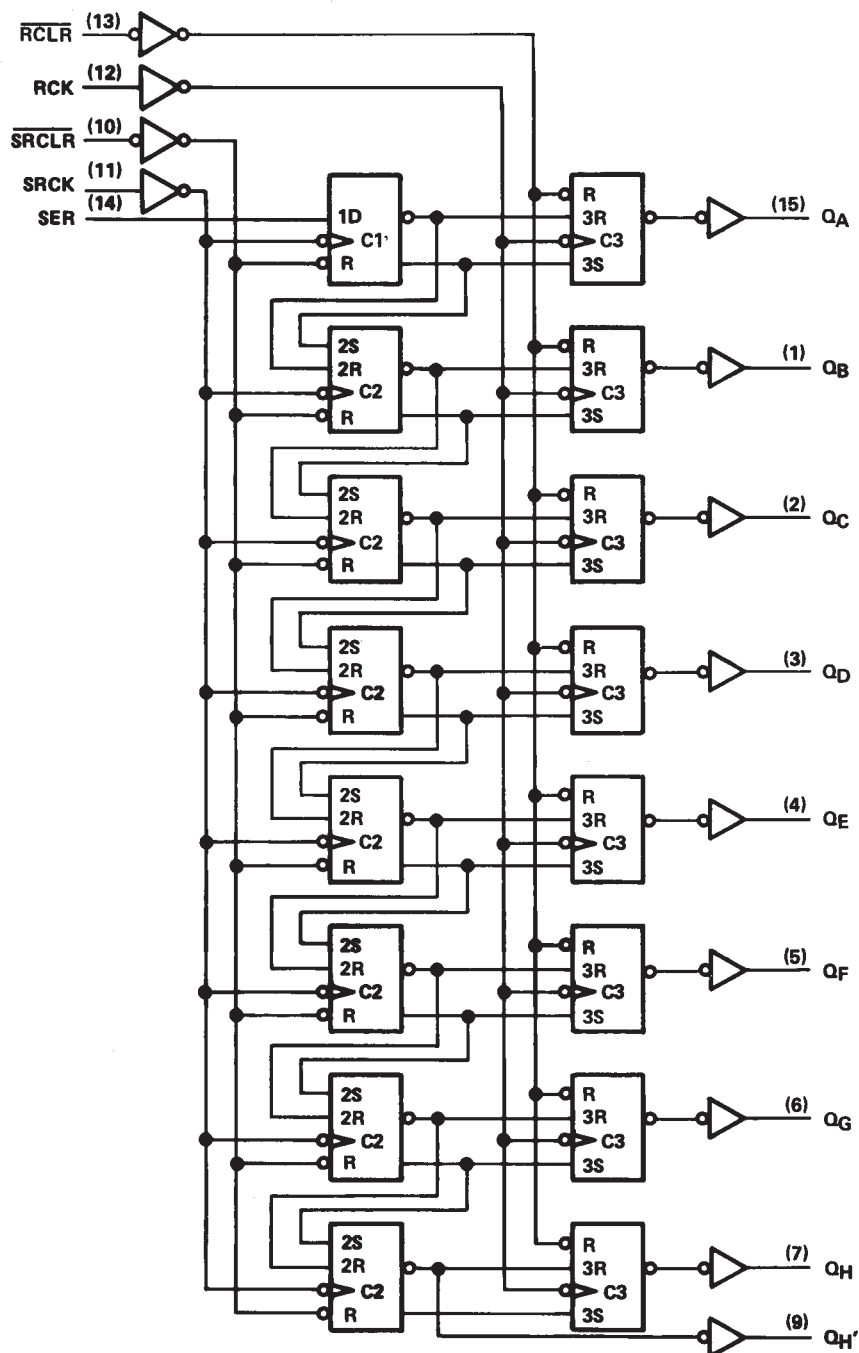 (13)
R̅C̅L̅R̅
(12)
RCK
(10)
S̅R̅C̅L̅R̅
(11)
SRCK
(14)
SER
1D
C1
R
R
3R
C3
3S
(15)
QA
2S
2R
C2
R
R
3R
C3
3S
(1)
QB
2S
2R
C2
R
R
3R
C3
3S
(2)
QC
2S
2R
C2
R
R
3R
C3
3S
(3)
QD
2S
2R
C2
R
R
3R
C3
3S
(4)
QE
2S
2R
C2
R
R
3R
C3
3S
(5)
QF
2S
2R
C2
R
R
3R
C3
3S
(6)
QG
2S
2R
C2
R
R
3R
C3
3S
(7)
QH
(9)
QH'